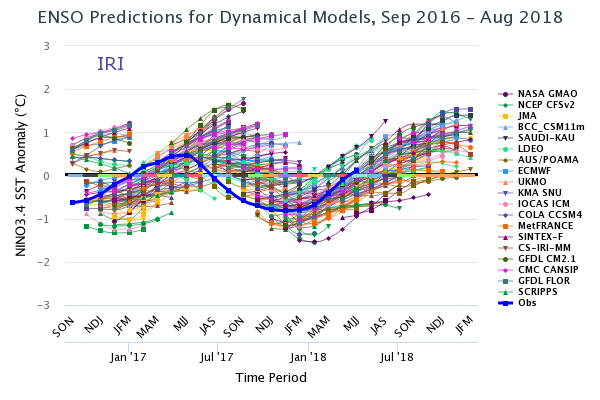 ENSO Predictions for Dynamical Models, Sep 2016 – Aug 2018
IRI
NINO3.4 SST Anomaly (°C)
3
2
1
0
−1
−2
−3
SON NDJ JFM MAM MJJ JAS SON NDJ JFM MAM MJJ JAS SON NDJ JFM
Jan '17 Jul '17 Jan '18 Jul '18
Time Period
NASA GMAO
NCEP CFSv2
JMA
BCC_CSM11m
SAUDI-KAU
LDEO
AUS/POAMA
ECMWF
UKMO
KMA SNU
IOCAS ICM
COLA CCSM4
MetFRANCE
SINTEX-F
CS-IRI-MM
GFDL CM2.1
CMC CANSIP
GFDL FLOR
SCRIPPS
Obs